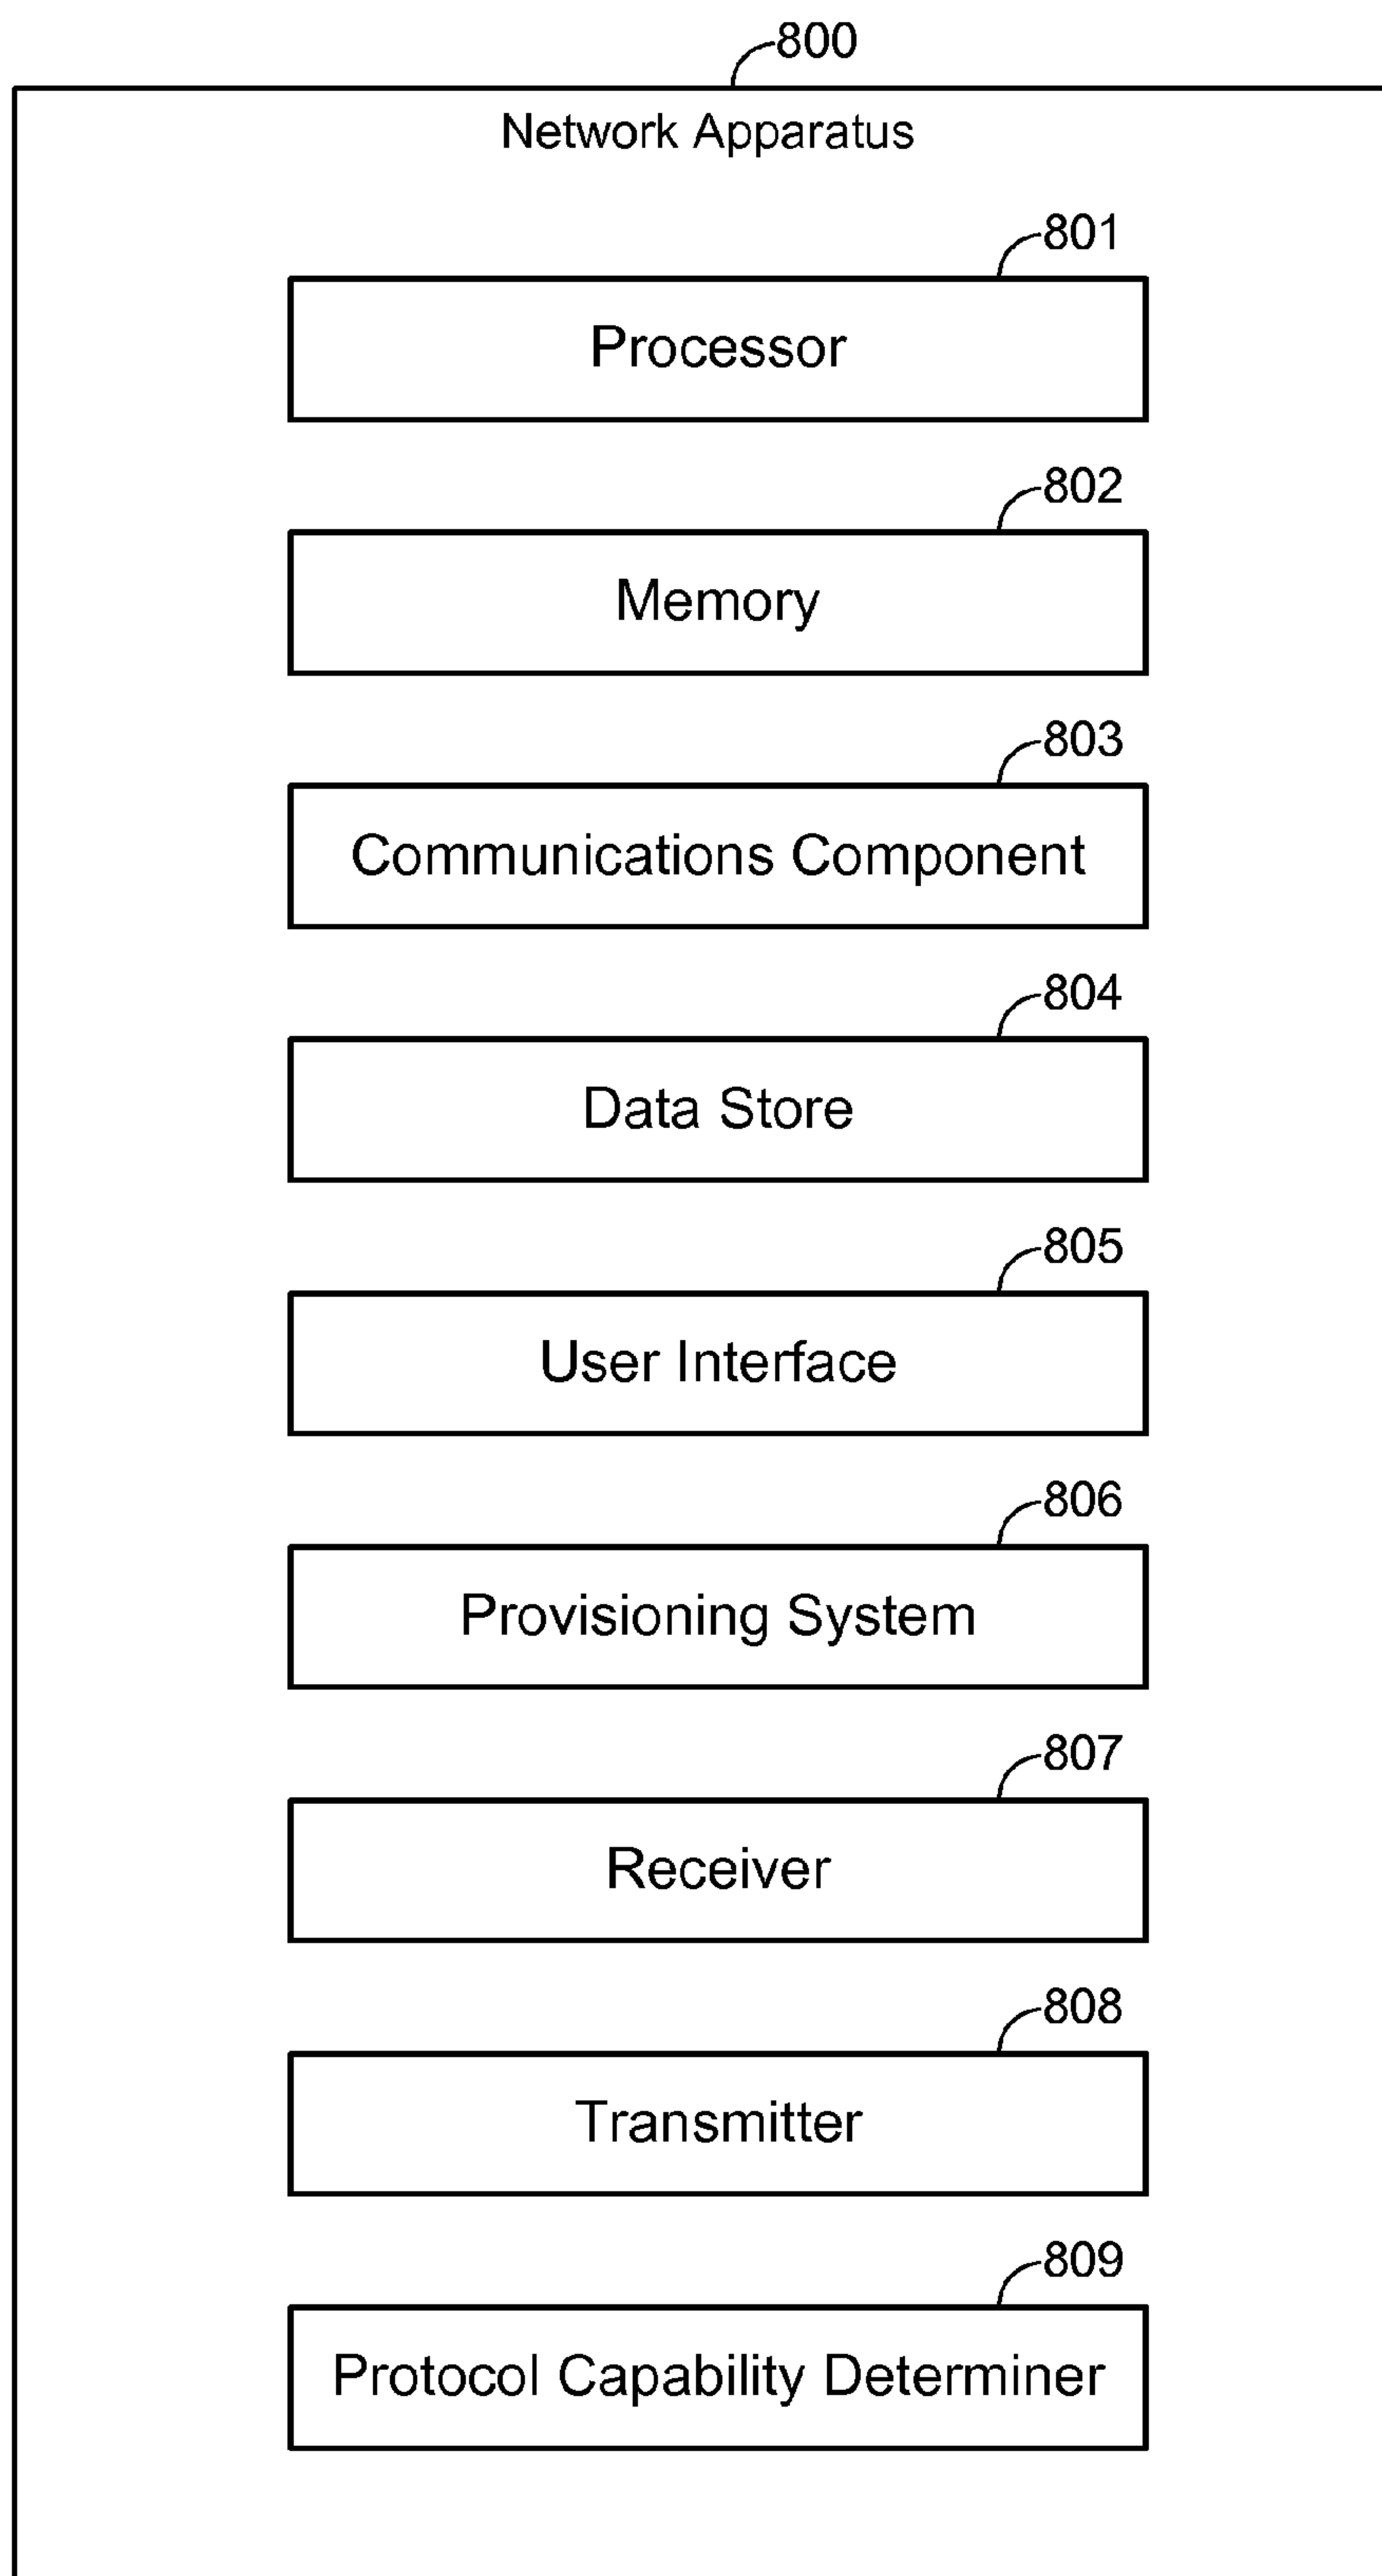 800
Network Apparatus
801
Processor
802
Memory
803
Communications Component
804
Data Store
805
User Interface
806
Provisioning System
807
Receiver
808
Transmitter
809
Protocol Capability Determiner